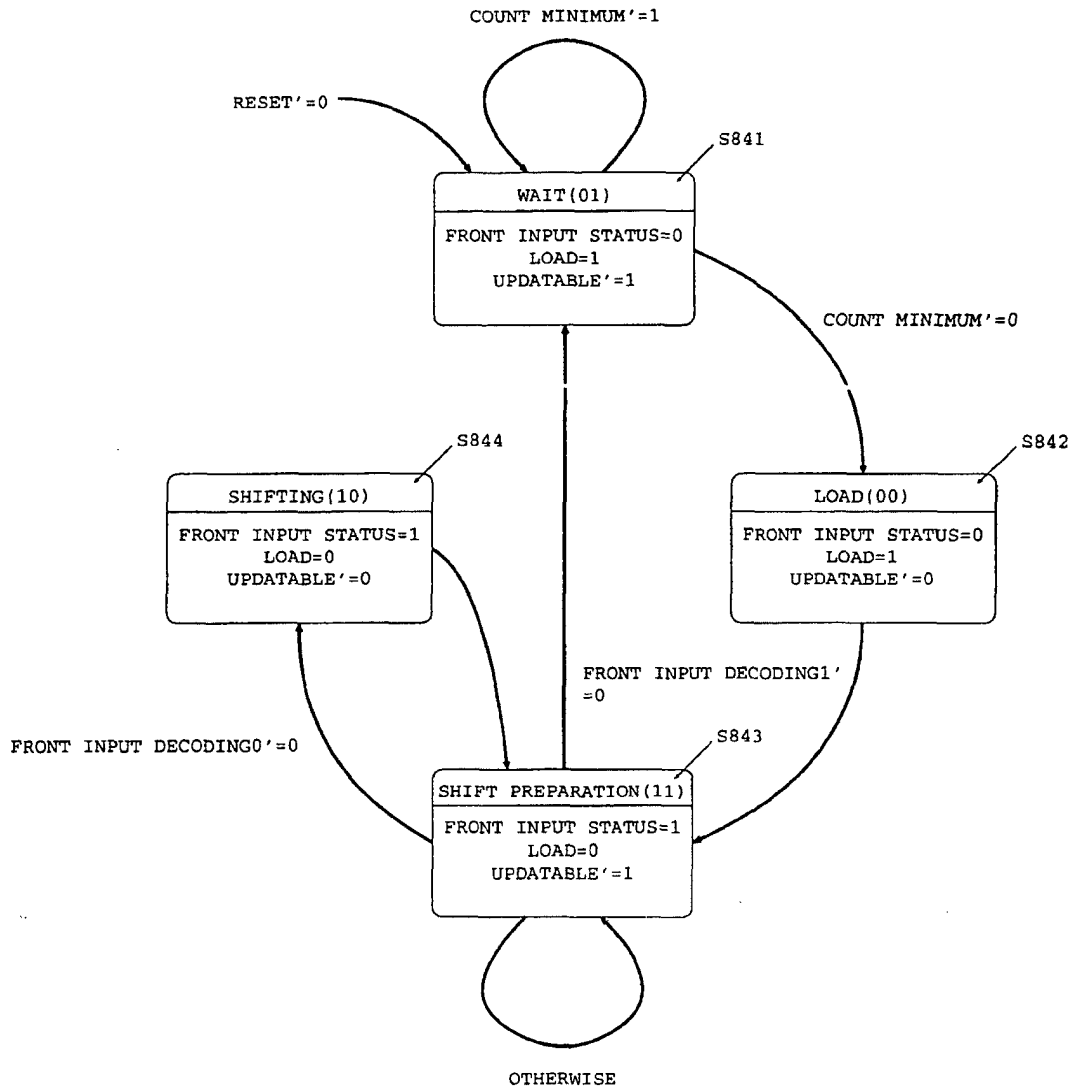 COUNT MINIMUM'=1
RESET'=0
S841
WAIT(01)
FRONT INPUT STATUS=0
LOAD=1
UPDATABLE'=1
COUNT MINIMUM'=0
S844
S842
SHIFTING(10)
FRONT INPUT STATUS=1
LOAD=0
UPDATABLE'=0
LOAD(00)
FRONT INPUT STATUS=0
LOAD=1
UPDATABLE'=0
FRONT INPUT DECODING1'
=0
FRONT INPUT DECODING0'=0
S843
SHIFT PREPARATION(11)
FRONT INPUT STATUS=1
LOAD=0
UPDATABLE'=1
OTHERWISE